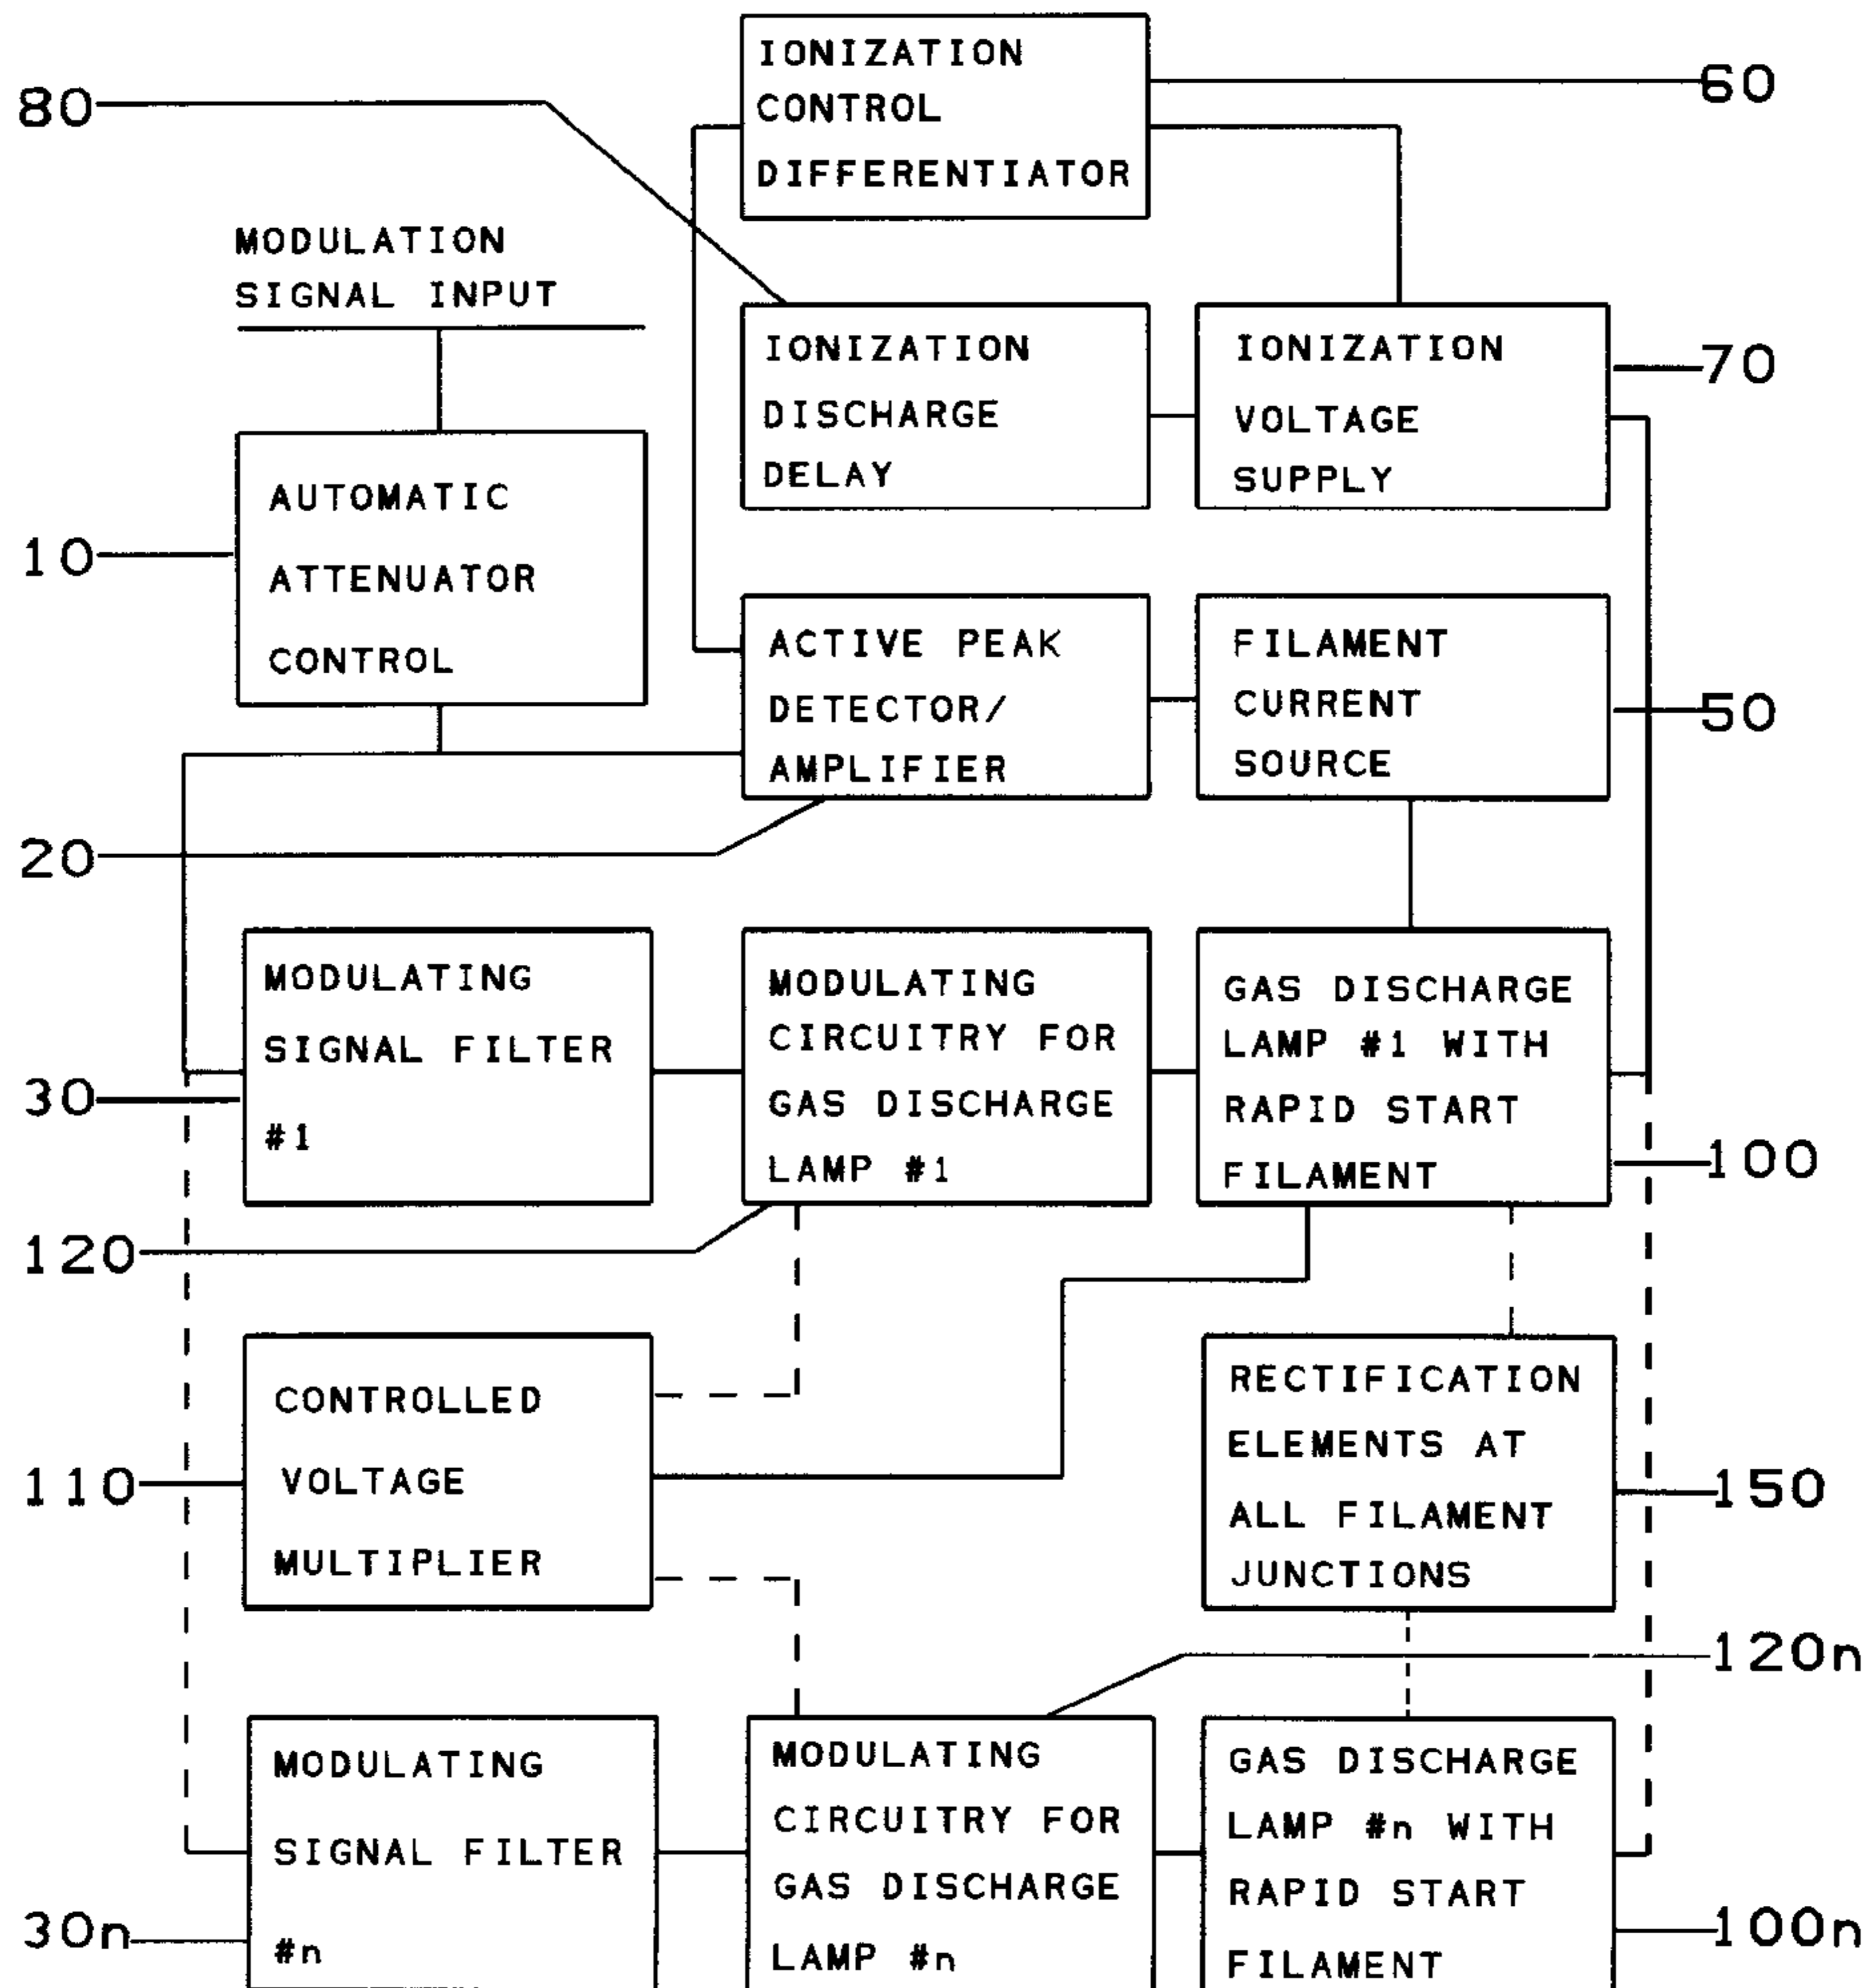 IONIZATION
CONTROL
DIFFERENTIATOR
60
80
MODULATION
SIGNAL INPUT
IONIZATION
DISCHARGE
DELAY
IONIZATION
VOLTAGE
SUPPLY
70
AUTOMATIC
ATTENUATOR
CONTROL
10
ACTIVE PEAK
DETECTOR/
AMPLIFIER
FILAMENT
CURRENT
SOURCE
50
20
MODULATING
SIGNAL FILTER
#1
30
MODULATING
CIRCUITRY FOR
GAS DISCHARGE
LAMP #1
GAS DISCHARGE
LAMP #1 WITH
RAPID START
FILAMENT
100
120
CONTROLLED
VOLTAGE
MULTIPLIER
110
RECTIFICATION
ELEMENTS AT
ALL FILAMENT
JUNCTIONS
150
120n
MODULATING
SIGNAL FILTER
#n
30n
MODULATING
CIRCUITRY FOR
GAS DISCHARGE
LAMP #n
GAS DISCHARGE
LAMP #n WITH
RAPID START
FILAMENT
100n